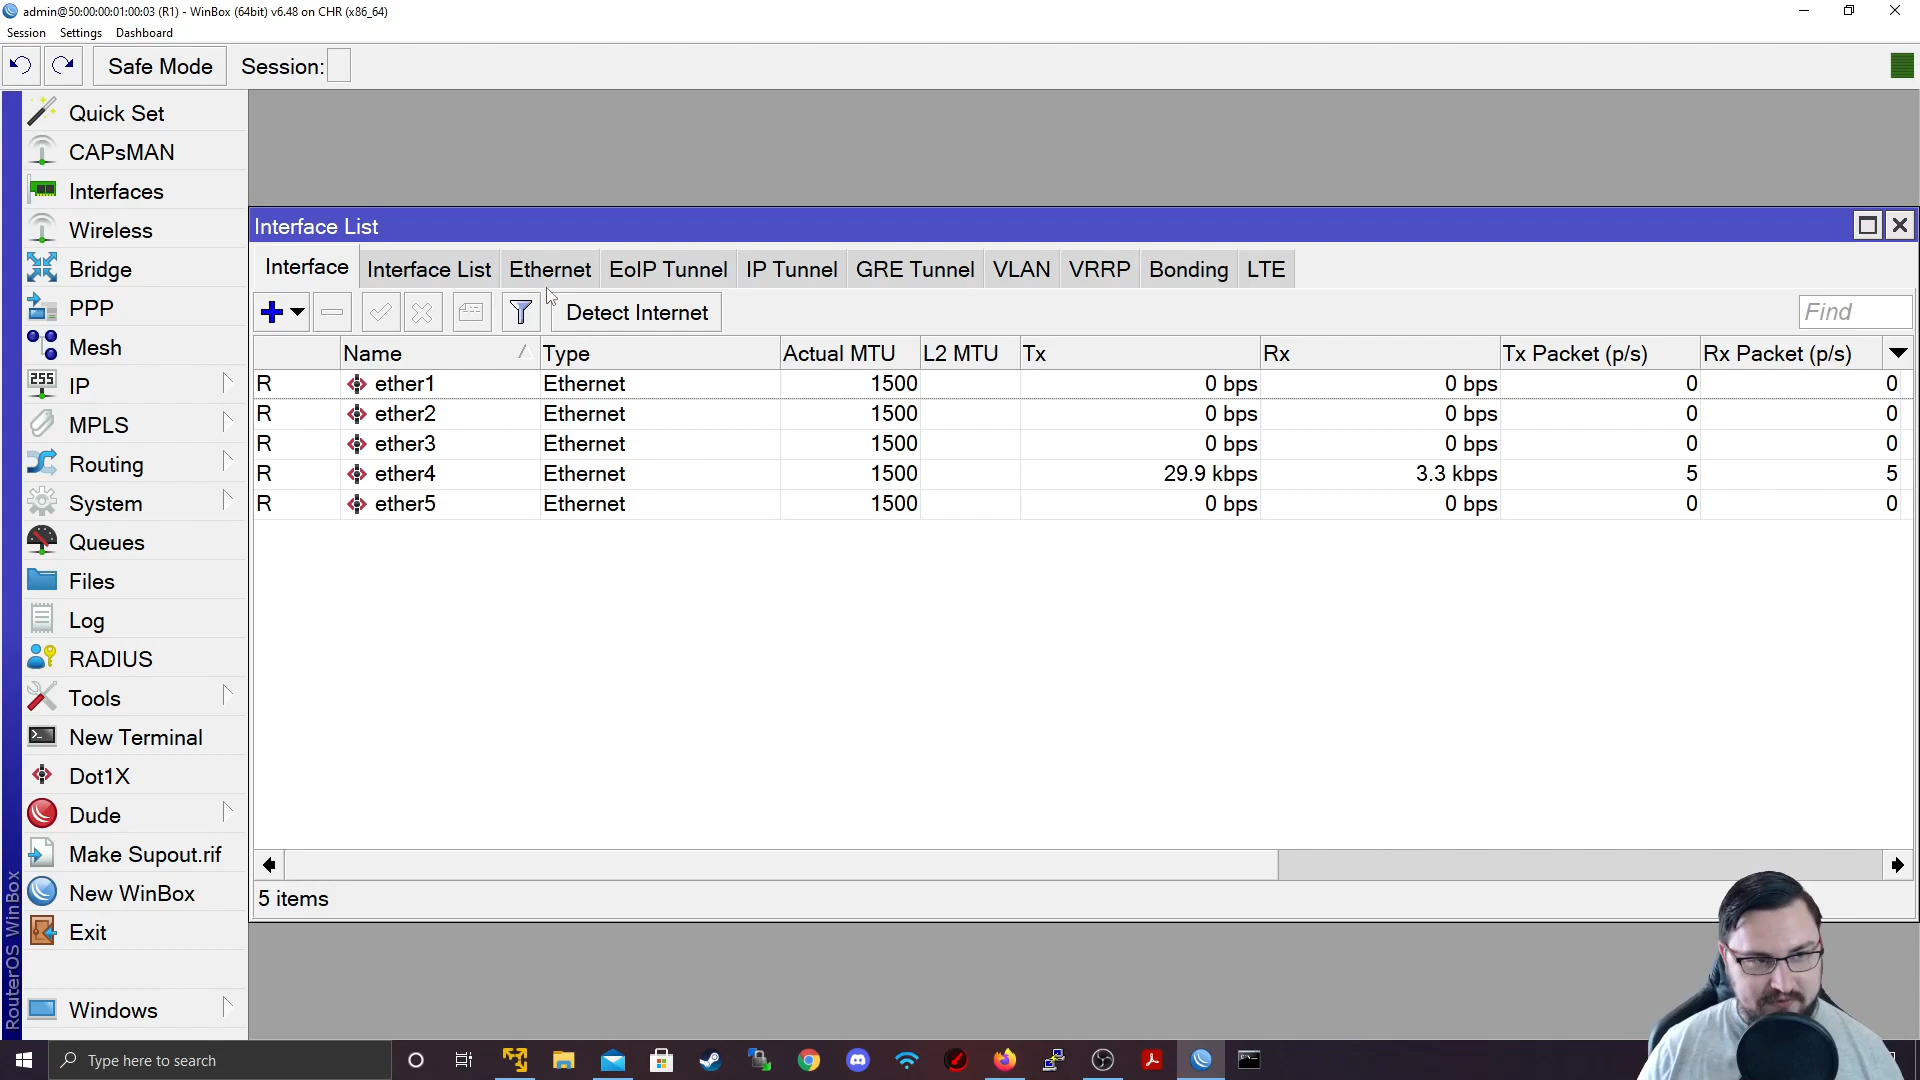 admin@50:00:00:01:00:03 (R1) - WinBox (64bit) v6.48 on CHR (x86_64)
Session Settings Dashboard
Safe Mode Session:
Quick Set
CAPsMAN
Interfaces
Wireless
Bridge
PPP
Mesh
255
IP
MPLS
Routing
System
Queues
Files
Log
RADIUS
Tools
New Terminal
Dot1X
Dude
Make Supout.rif
New WinBox
Exit
Windows
RouterOS WinBox
Interface List
Interface Interface List Ethernet EoIP Tunnel IP Tunnel GRE Tunnel VLAN VRRP Bonding LTE
Detect Internet Find
Name Type Actual MTU L2 MTU Tx Rx Tx Packet (p/s) Rx Packet (p/s)
R ether1 Ethernet 1500 0 bps 0 bps 0 0
R ether2 Ethernet 1500 0 bps 0 bps 0 0
R ether3 Ethernet 1500 0 bps 0 bps 0 0
R ether4 Ethernet 1500 29.9 kbps 3.3 kbps 5 5
R ether5 Ethernet 1500 0 bps 0 bps 0 0
5 items
Type here to search